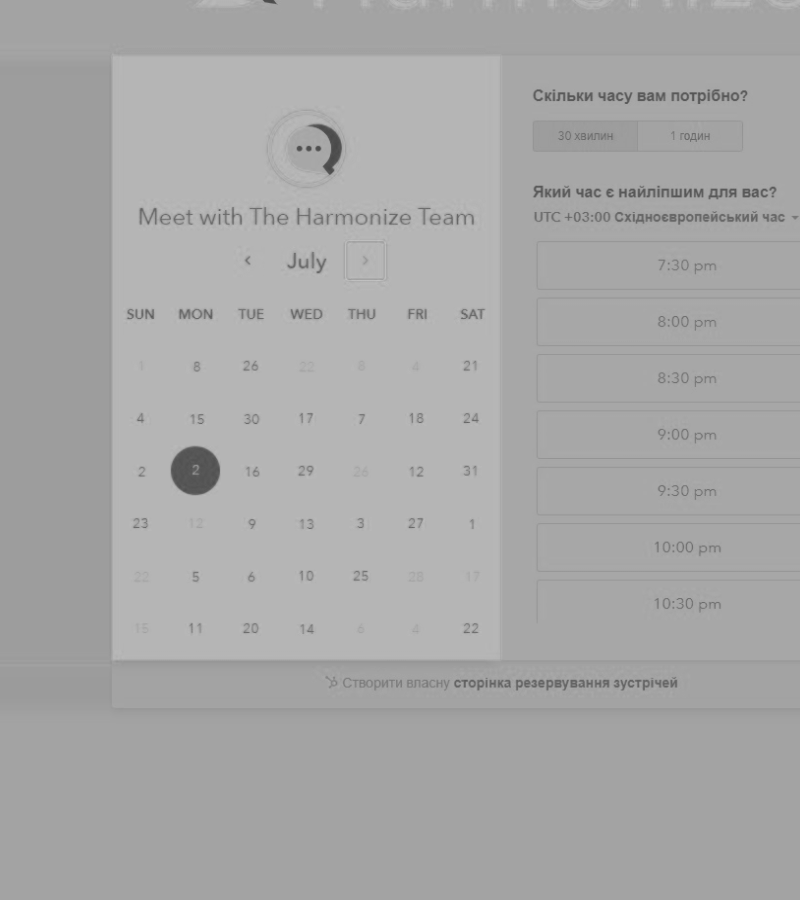 Скільки часу вам потрібно?
30 хвилин 1 годин
Meet with The Harmonize Team
Який час є найліпшим для вас?
UTC +03:00 Східноєвропейський час
July
7:30 pm
8:00 pm
8:30 pm
9:00 pm
9:30 pm
10:00 pm
10:30 pm
SUN MON TUE WED THU FRI SAT
1 8 26 22 8 4 21
4 15 30 17 7 18 24
2 2 16 29 26 12 31
23 12 9 13 3 27 1
22 5 6 10 25 28 17
15 11 20 14 6 4 22
Створити власну сторінка резервування зустрічей